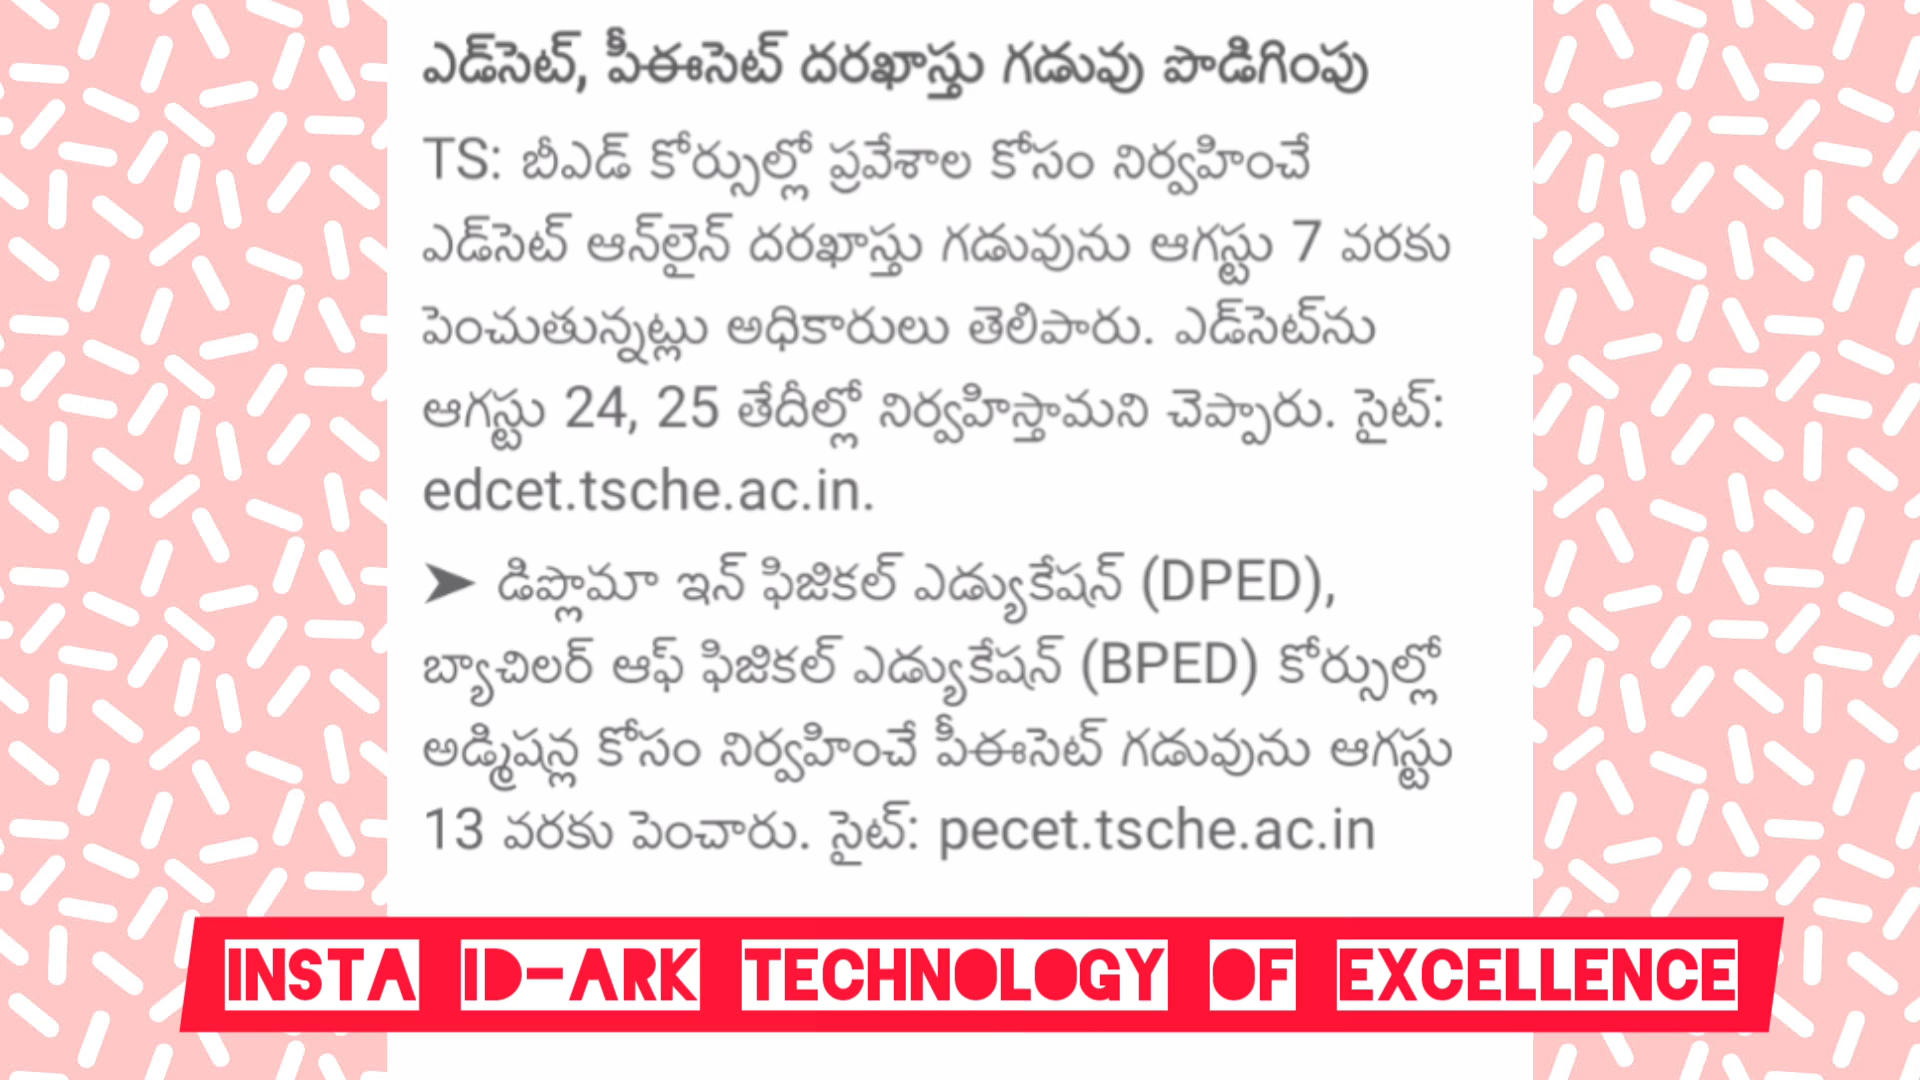 ఎడ్‌సెట్, పీఈసెట్ దరఖాస్తు గడువు పొడిగింపు
TS: బీఎడ్ కోర్సుల్లో ప్రవేశాల కోసం నిర్వహించే
ఎడ్‌సెట్ ఆన్‌లైన్ దరఖాస్తు గడువును ఆగస్టు 7 వరకు
పెంచుతున్నట్లు అధికారులు తెలిపారు. ఎడ్‌సెట్‌ను
ఆగస్టు 24, 25 తేదీల్లో నిర్వహిస్తామని చెప్పారు. సైట్:
edcet.tsche.ac.in.
➤ డిప్లొమా ఇన్ ఫిజికల్ ఎడ్యుకేషన్ (DPED),
బ్యాచిలర్ ఆఫ్ ఫిజికల్ ఎడ్యుకేషన్ (BPED) కోర్సుల్లో
అడ్మిషన్ల కోసం నిర్వహించే పీఈసెట్ గడువును ఆగస్టు
13 వరకు పెంచారు. సైట్: pecet.tsche.ac.in
INSTA ID-ARK TECHNOLOGY OF EXCELLENCE